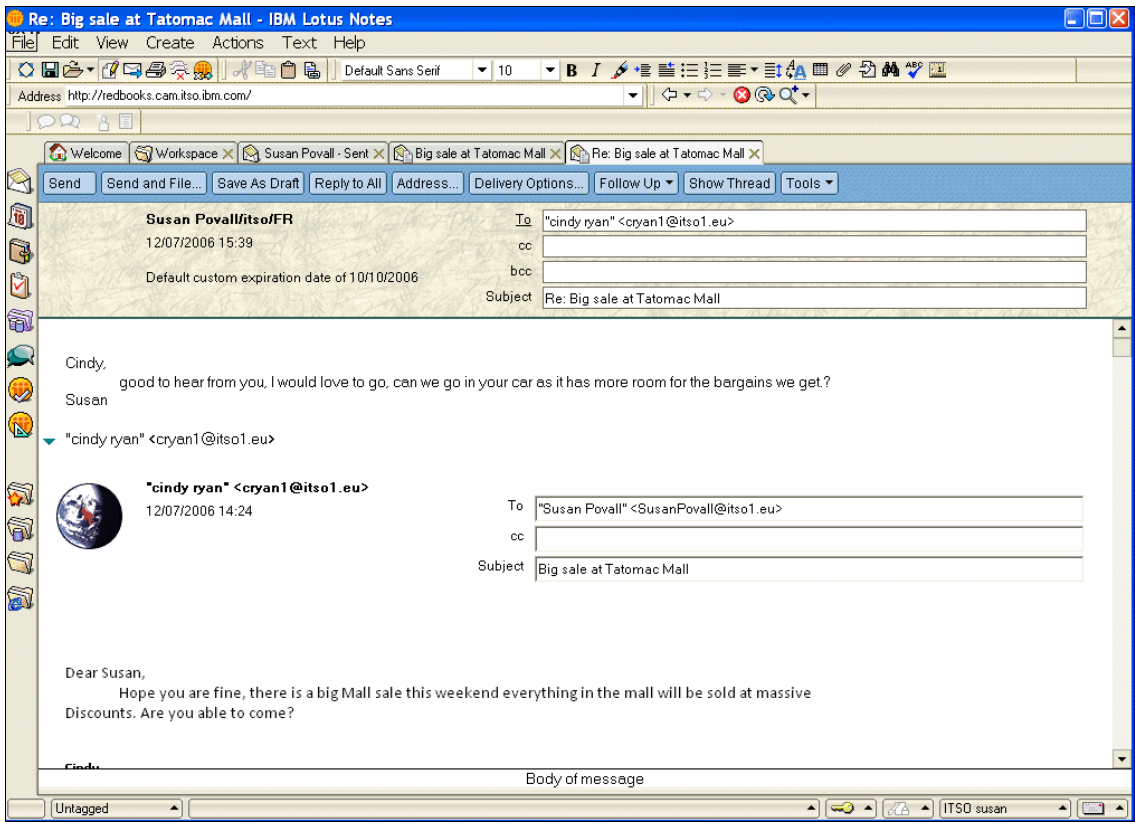 Re: Big sale at Tatomac Mall - IBM Lotus Notes
File Edit View Create Actions Text Help
Default Sans Serif 10 B I
Address http://redbooks.cam.itso.ibm.com/
Welcome Workspace Susan Povall - Sent Big sale at Tatomac Mall Re: Big sale at Tatomac Mall
Send Send and File... Save As Draft Reply to All Address... Delivery Options... Follow Up Show Thread Tools
Susan Povall/itso/FR
12/07/2006 15:39
Default custom expiration date of 10/10/2006
To "cindy ryan" <cryan1@itso1.eu>
cc
bcc
Subject Re: Big sale at Tatomac Mall
Cindy,
good to hear from you, I would love to go, can we go in your car as it has more room for the bargains we get.?
Susan
"cindy ryan" <cryan1@itso1.eu>
"cindy ryan" <cryan1@itso1.eu>
12/07/2006 14:24
To "Susan Povall" <SusanPovall@itso1.eu>
cc
Subject Big sale at Tatomac Mall
Dear Susan,
Hope you are fine, there is a big Mall sale this weekend everything in the mall will be sold at massive
Discounts. Are you able to come?
Cindy
Body of message
Untagged ITSO susan